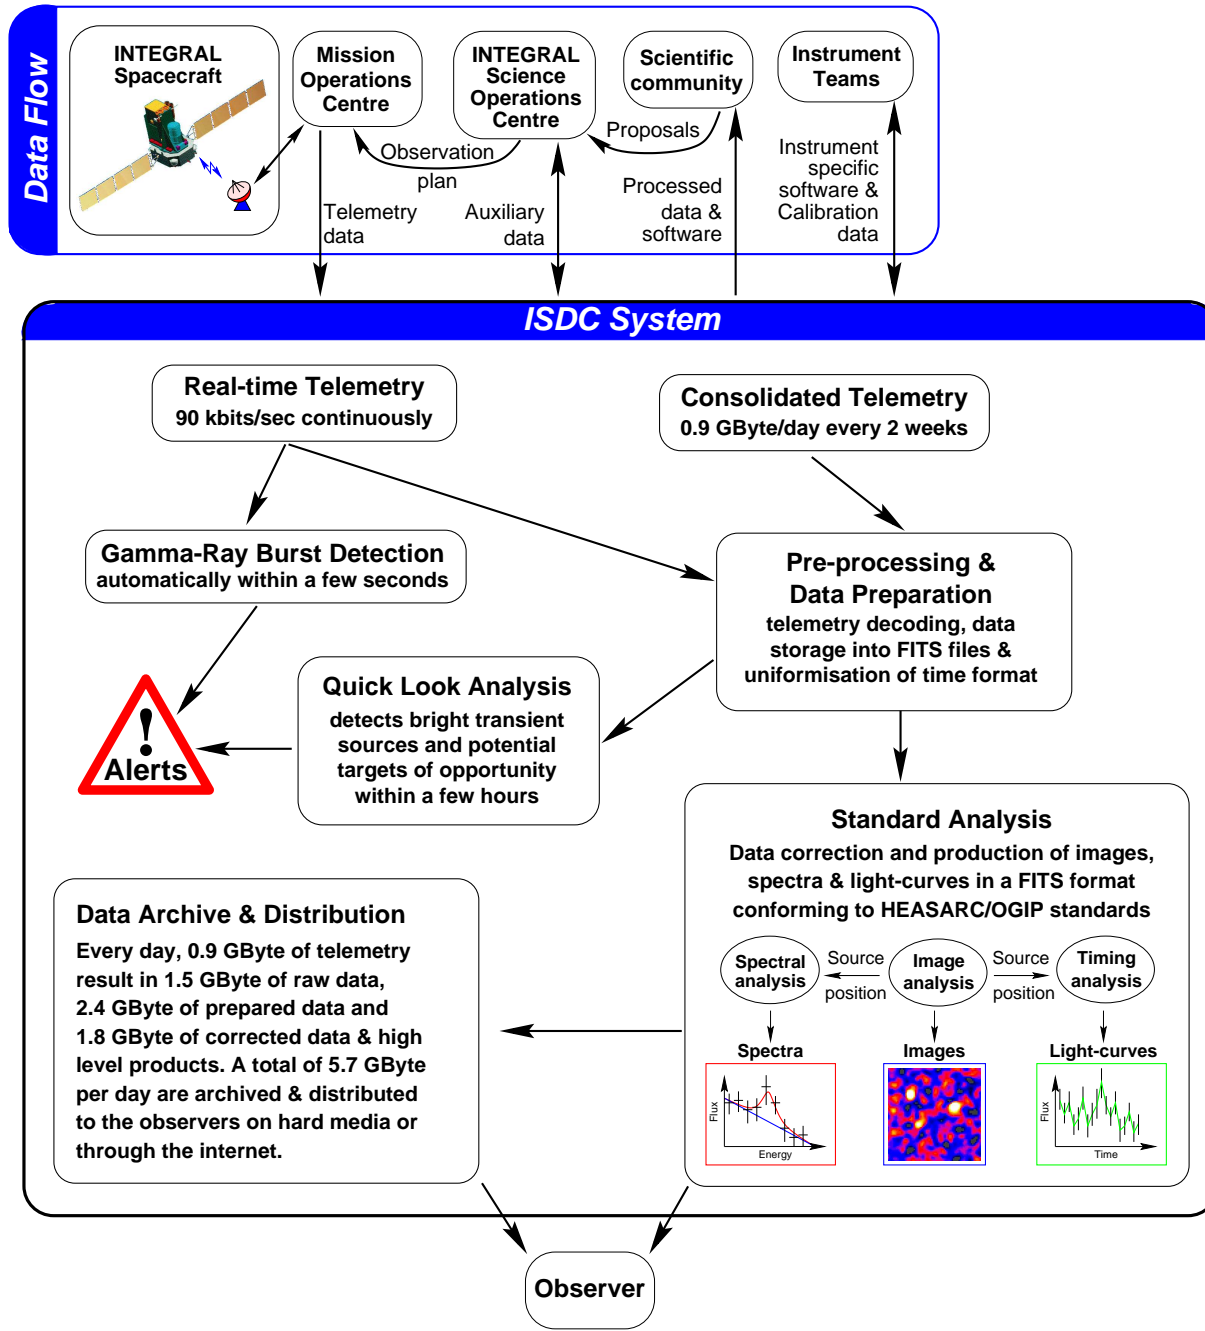 Data Flow
INTEGRAL
Spacecraft
Mission
Operations
Centre
INTEGRAL
Science
Operations
Centre
Scientific
community
Instrument
Teams
Observation
plan
Proposals
Telemetry
data
Auxiliary
data
Processed
data &
software
Instrument
specific
software &
Calibration
data
ISDC System
Real-time Telemetry
90 kbits/sec continuously
Consolidated Telemetry
0.9 GByte/day every 2 weeks
Gamma-Ray Burst Detection
automatically within a few seconds
Pre-processing &
Data Preparation
telemetry decoding, data
storage into FITS files &
uniformisation of time format
Quick Look Analysis
detects bright transient
sources and potential
targets of opportunity
within a few hours
!
Alerts
Standard Analysis
Data correction and production of images,
spectra & light-curves in a FITS format
conforming to HEASARC/OGIP standards
Spectral
analysis
Source
position
Image
analysis
Source
position
Timing
analysis
Spectra
Flux
Energy
Images
Light-curves
Flux
Time
Data Archive & Distribution
Every day, 0.9 GByte of telemetry
result in 1.5 GByte of raw data,
2.4 GByte of prepared data and
1.8 GByte of corrected data & high
level products. A total of 5.7 GByte
per day are archived & distributed
to the observers on hard media or
through the internet.
Observer